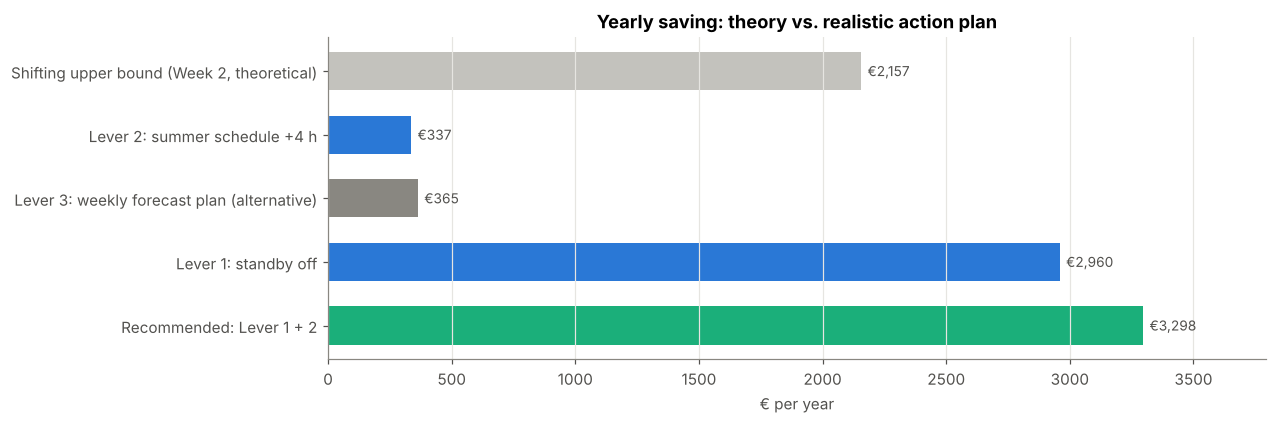 Yearly saving: theory vs. realistic action plan
Shifting upper bound (Week 2, theoretical)
€2,157
Lever 2: summer schedule +4 h
€337
Lever 3: weekly forecast plan (alternative)
€365
Lever 1: standby off
€2,960
Recommended: Lever 1 + 2
€3,298
0 500 1000 1500 2000 2500 3000 3500
€ per year